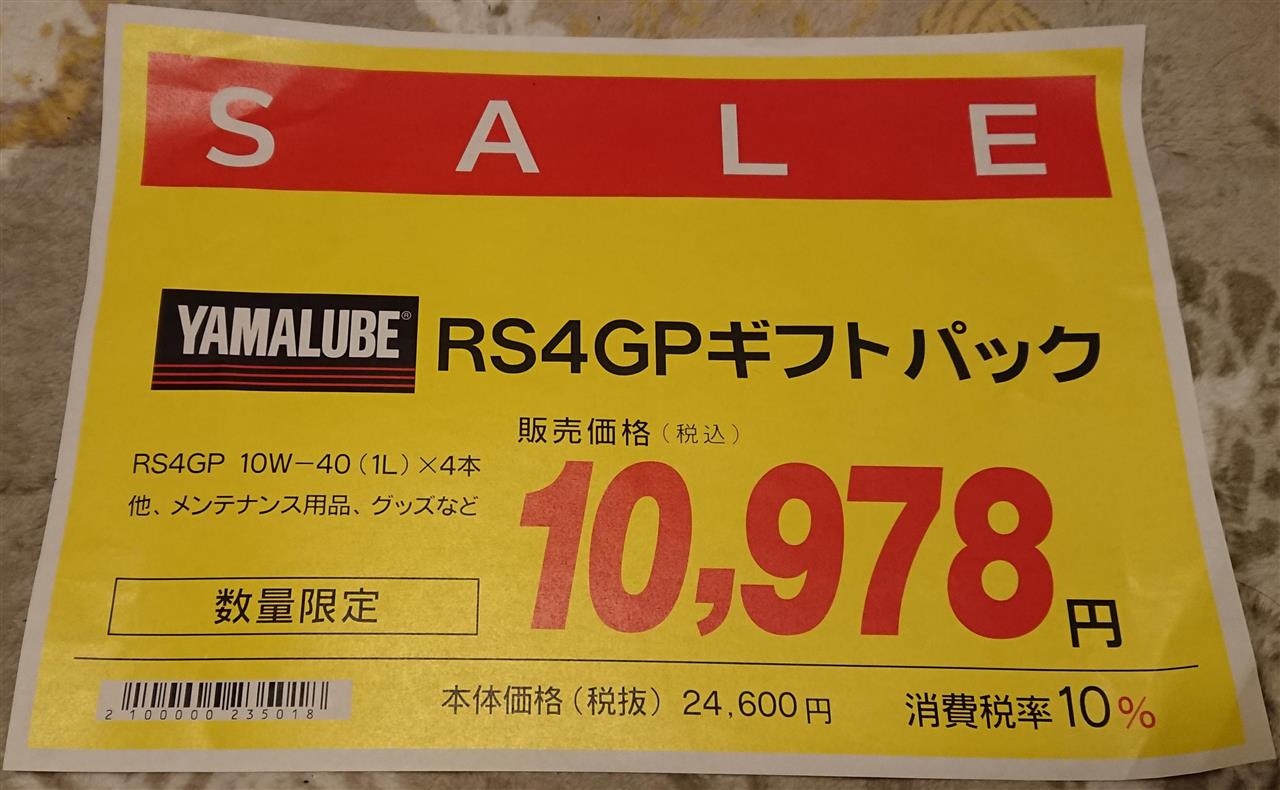 SALE
YAMALUBE® RS4GPギフトパック
販売価格（税込）
RS4GP 10W−40（1L）×4本
他、メンテナンス用品、グッズなど
10,978円
数量限定
2 100000 235018
本体価格（税抜） 24,600円 消費税率10%